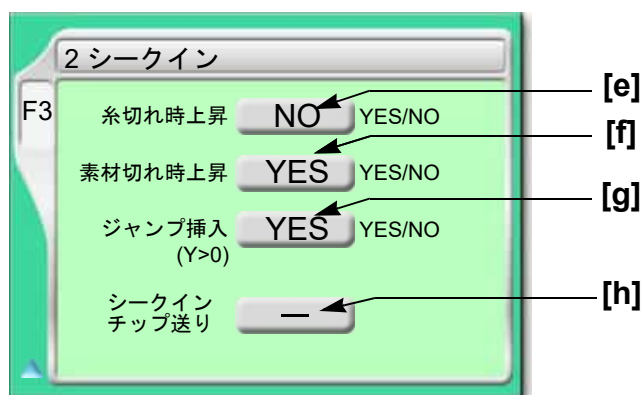 2 シークイン
F3
糸切れ時上昇 NO YES/NO [e]
素材切れ時上昇 YES YES/NO [f]
ジャンプ挿入 YES YES/NO [g]
(Y>0)
シークイン
チップ送り — [h]